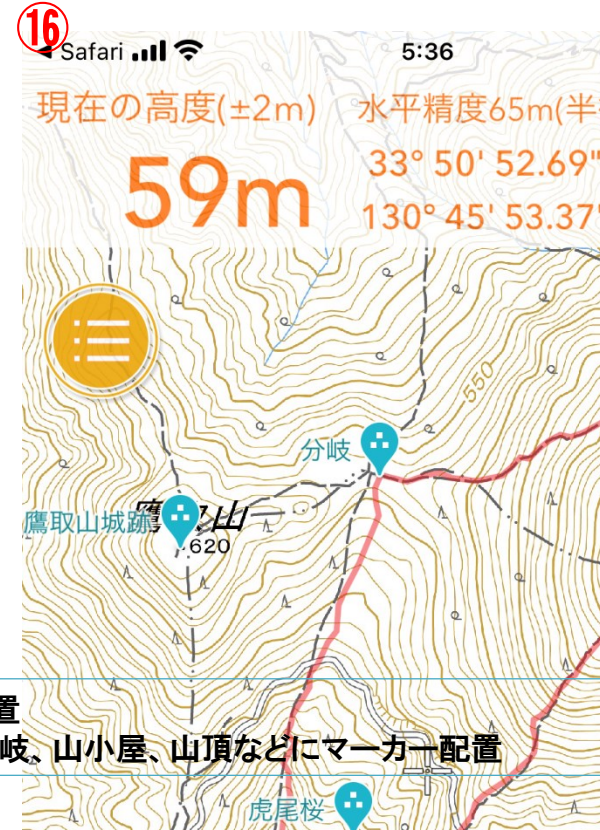 ⑯
Safari
5:36
現在の高度(±2m)
水平精度65m(半
59m
33° 50' 52.69"
130° 45' 53.37"
550
分岐
鷹取山城跡
620
置
岐、山小屋、山頂などにマーカー配置
虎尾桜